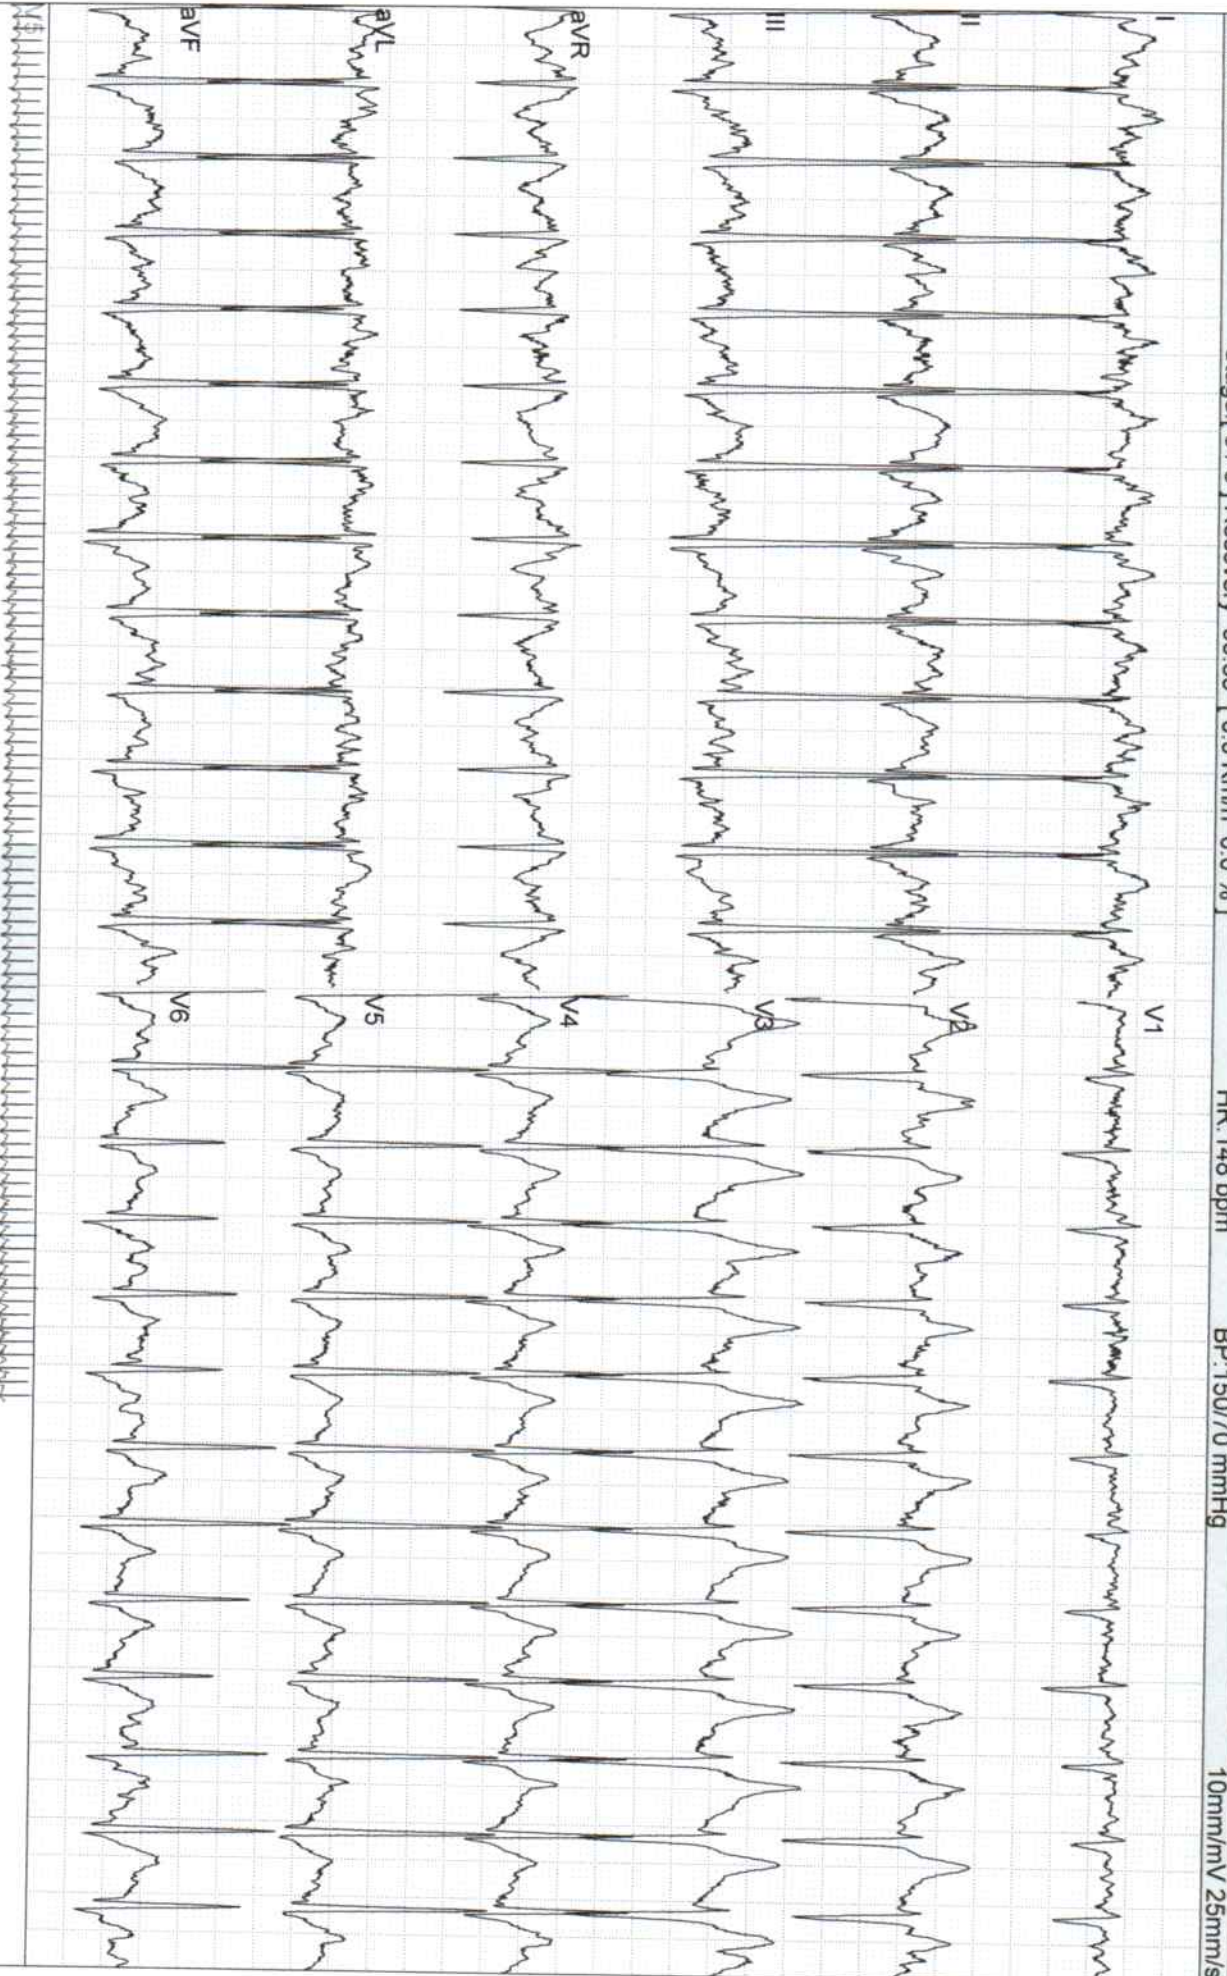 HR:148 bpm BP:150/70 mmHg 10mm/mV 25mm/s
I V1
II V2
III V3
aVR V4
aVL V5
aVF V6